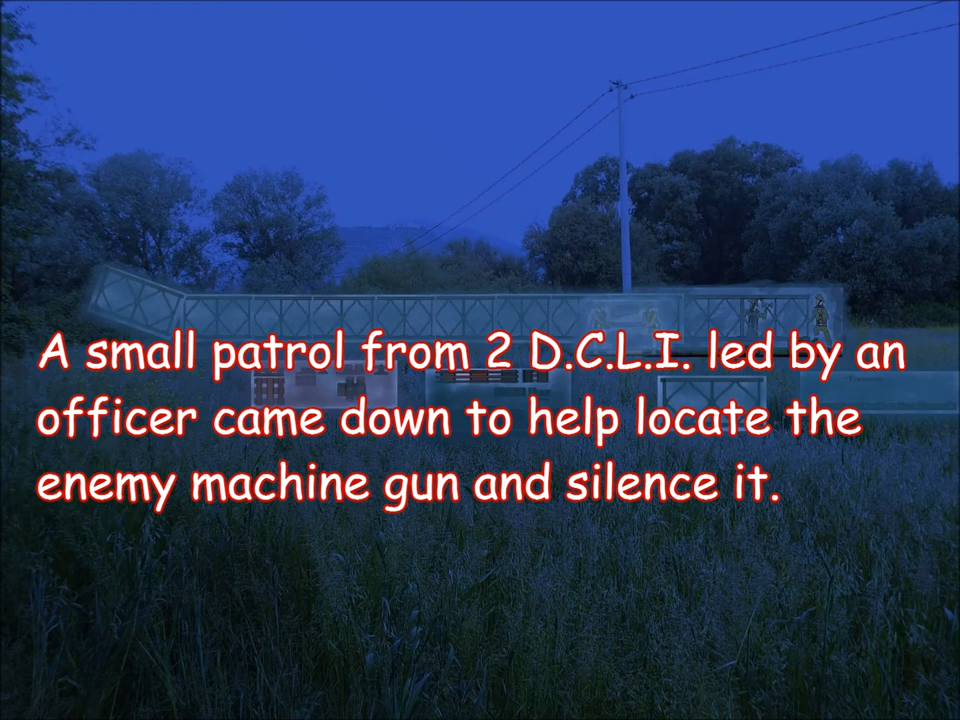 A small patrol from 2 D.C.L.I. led by an
officer came down to help locate the
enemy machine gun and silence it.